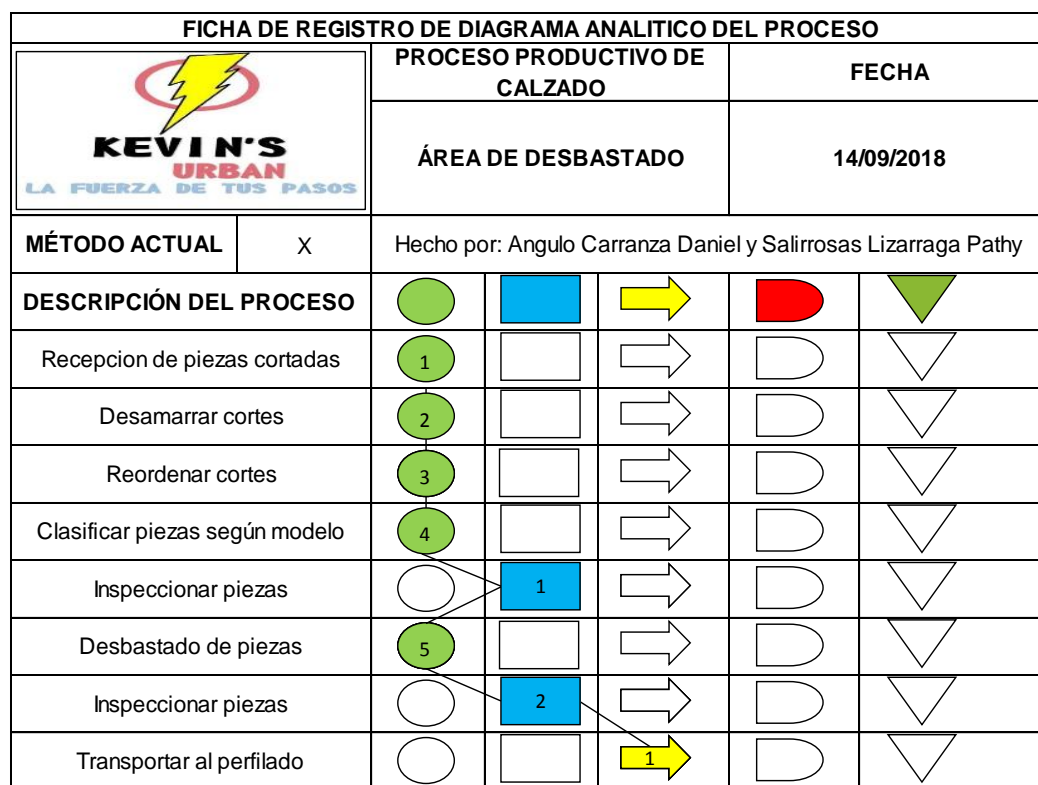 FICHA DE REGISTRO DE DIAGRAMA ANALITICO DEL PROCESO
KEVIN'S
URBAN
LA FUERZA DE TUS PASOS
PROCESO PRODUCTIVO DE
CALZADO
FECHA
ÁREA DE DESBASTADO
14/09/2018
MÉTODO ACTUAL
X
Hecho por: Angulo Carranza Daniel y Salirrosas Lizarraga Pathy
DESCRIPCIÓN DEL PROCESO
Recepcion de piezas cortadas
1
Desamarrar cortes
2
Reordenar cortes
3
Clasificar piezas según modelo
4
Inspeccionar piezas
1
Desbastado de piezas
5
Inspeccionar piezas
2
Transportar al perfilado
1